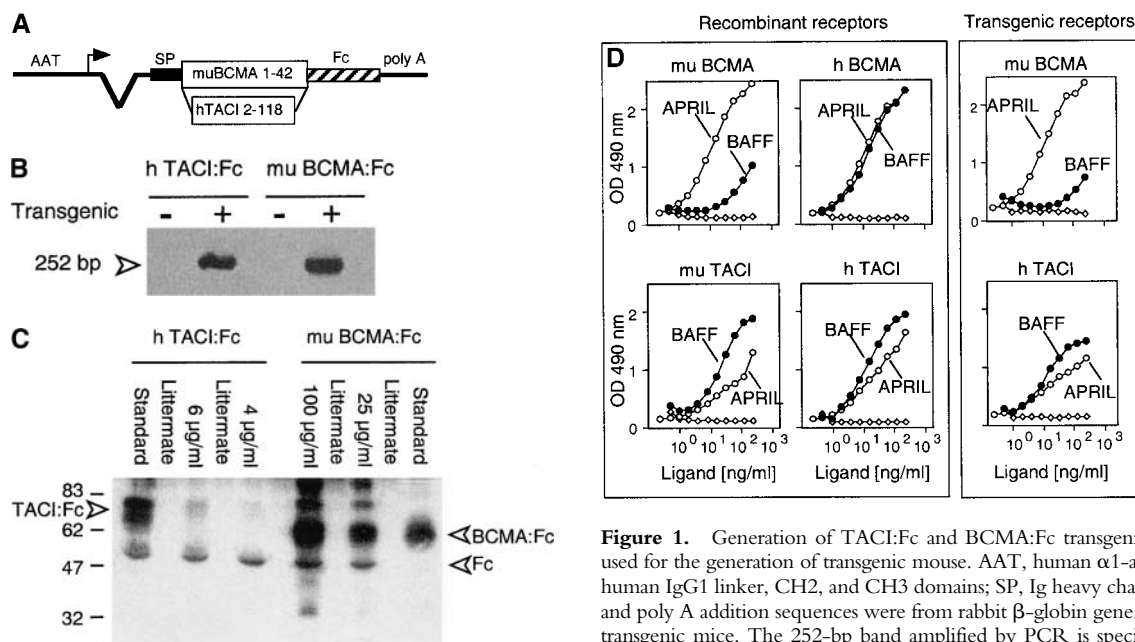 A
AAT
SP
muBCMA 1-42
Fc
poly A
hTACI 2-118
B
h TACI:Fc
mu BCMA:Fc
Transgenic - + - +
252 bp
C
h TACI:Fc
mu BCMA:Fc
Standard
Littermate
6 µg/ml
Littermate
4 µg/ml
100 µg/ml
Littermate
25 µg/ml
Littermate
Standard
83
TACI:Fc
62
BCMA:Fc
47
Fc
32
Recombinant receptors
Transgenic receptors
D
mu BCMA
h BCMA
mu BCMA
OD 490 nm
2
1
0
APRIL
BAFF
APRIL
BAFF
2
1
0
APRIL
BAFF
mu TACI
h TACI
h TACI
OD 490 nm
2
1
0
BAFF
APRIL
BAFF
APRIL
2
1
0
BAFF
APRIL
10⁰ 10¹ 10² 10³
10⁰ 10¹ 10² 10³
10⁰ 10¹ 10² 10³
Ligand [ng/ml]
Ligand [ng/ml]
Ligand [ng/ml]
Figure 1. Generation of TACI:Fc and BCMA:Fc transgeni
used for the generation of transgenic mouse. AAT, human α1-a
human IgG1 linker, CH2, and CH3 domains; SP, Ig heavy cha
and poly A addition sequences were from rabbit β-globin gene
transgenic mice. The 252-bp band amplified by PCR is speci